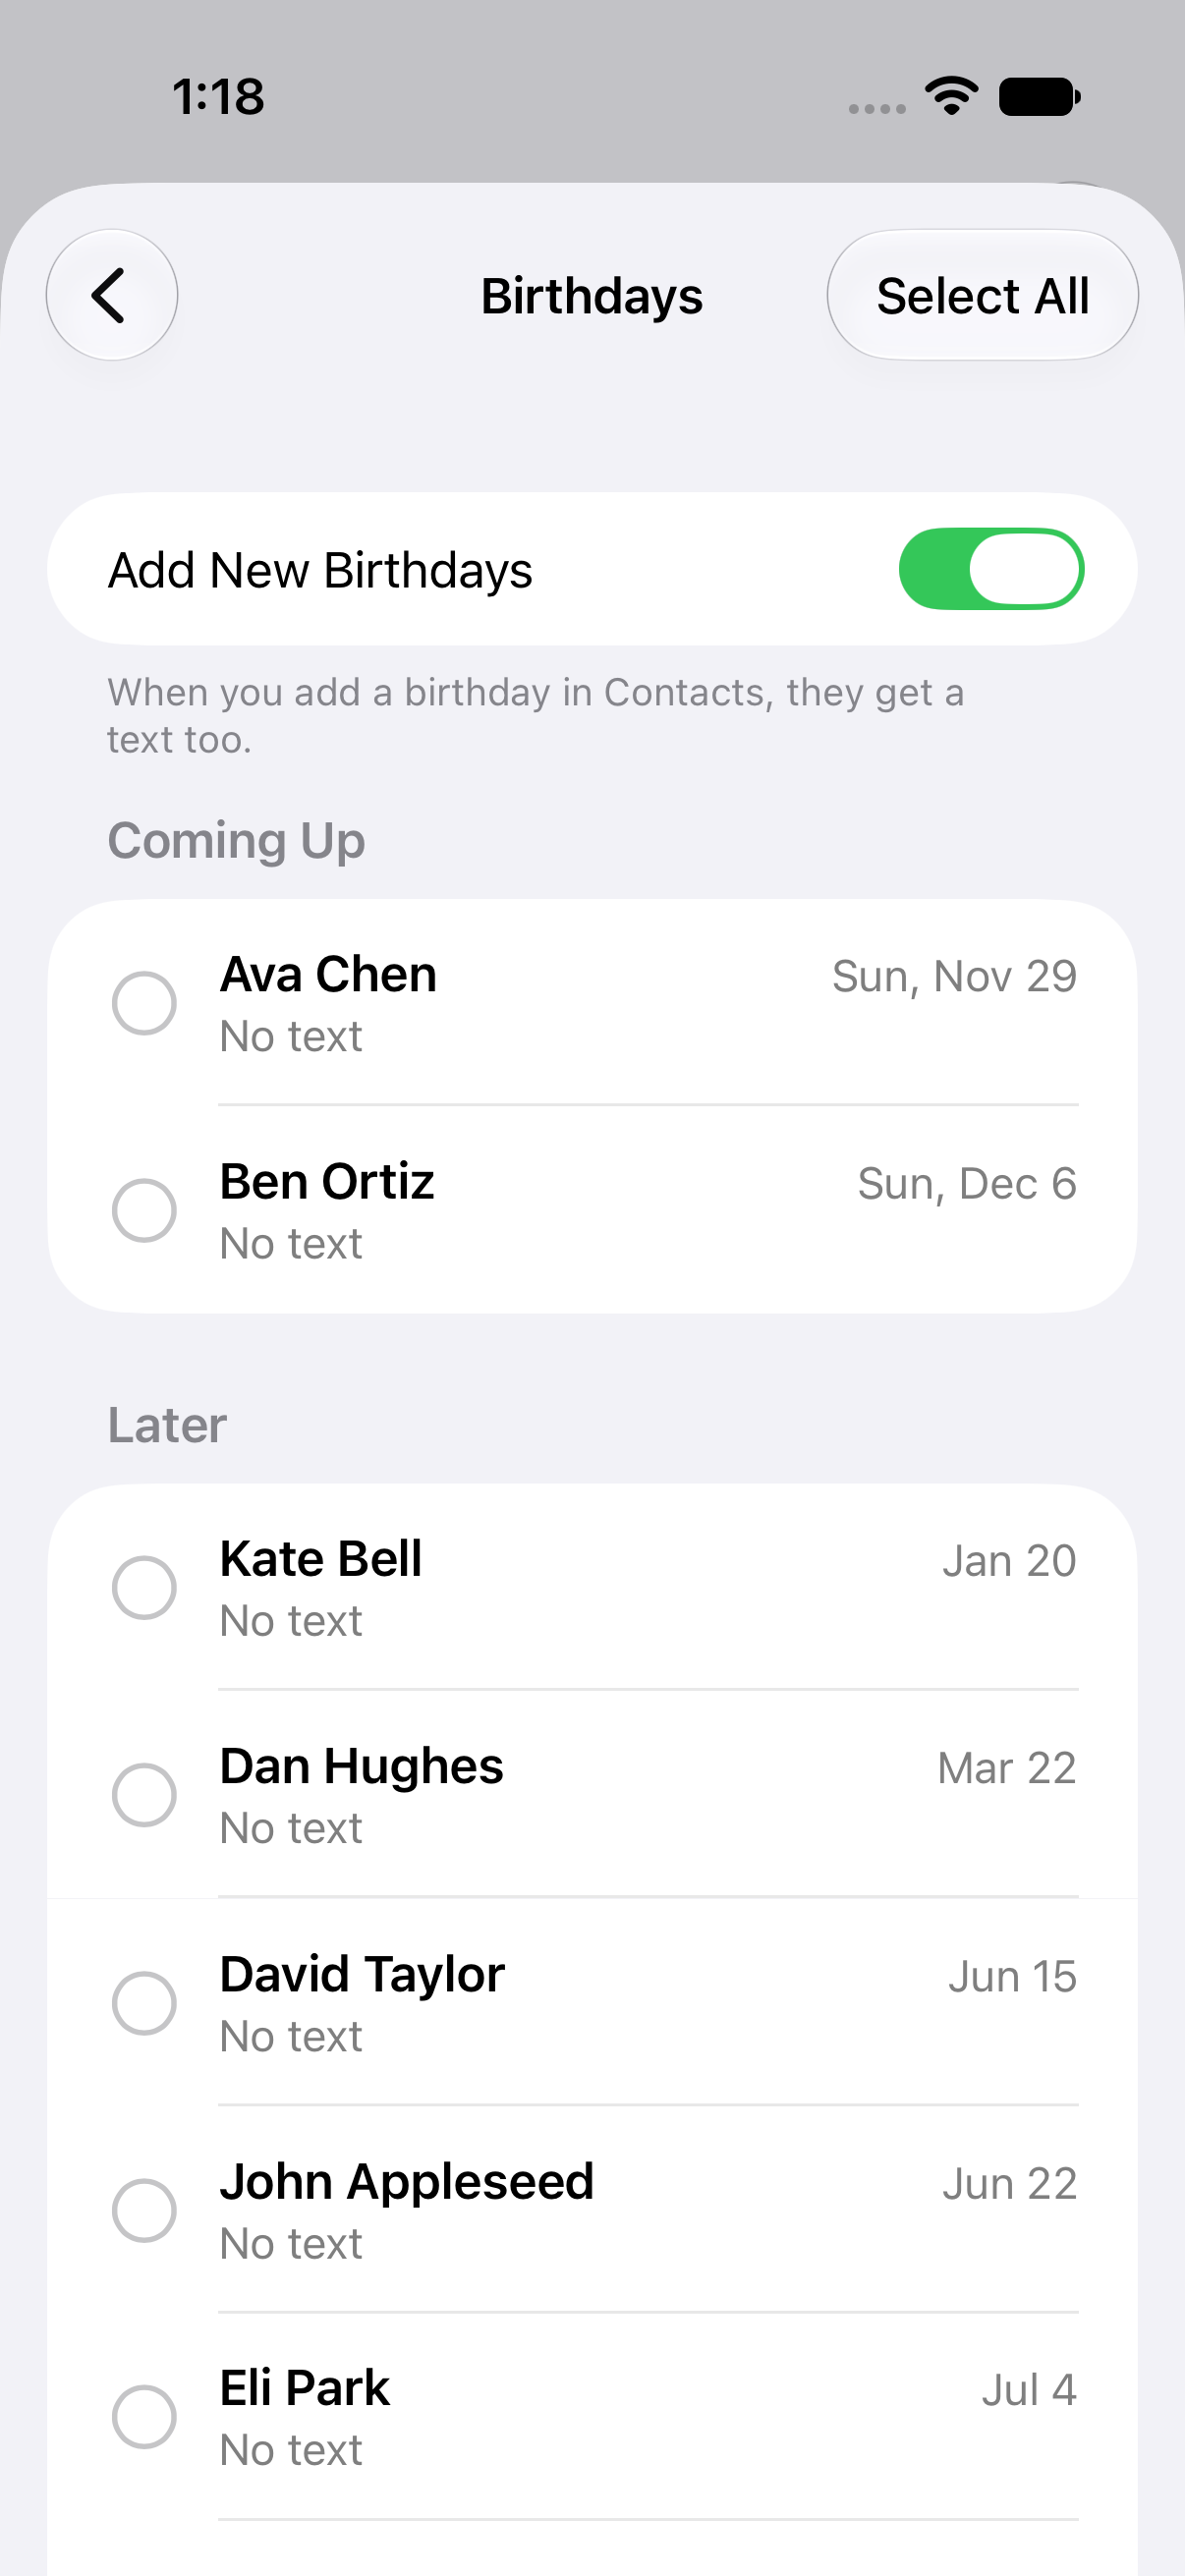 1:18
Birthdays
Select All
Add New Birthdays
When you add a birthday in Contacts, they get a
text too.
Coming Up
Ava Chen
Sun, Nov 29
No text
Ben Ortiz
Sun, Dec 6
No text
Later
Kate Bell
Jan 20
No text
Dan Hughes
Mar 22
No text
David Taylor
Jun 15
No text
John Appleseed
Jun 22
No text
Eli Park
Jul 4
No text